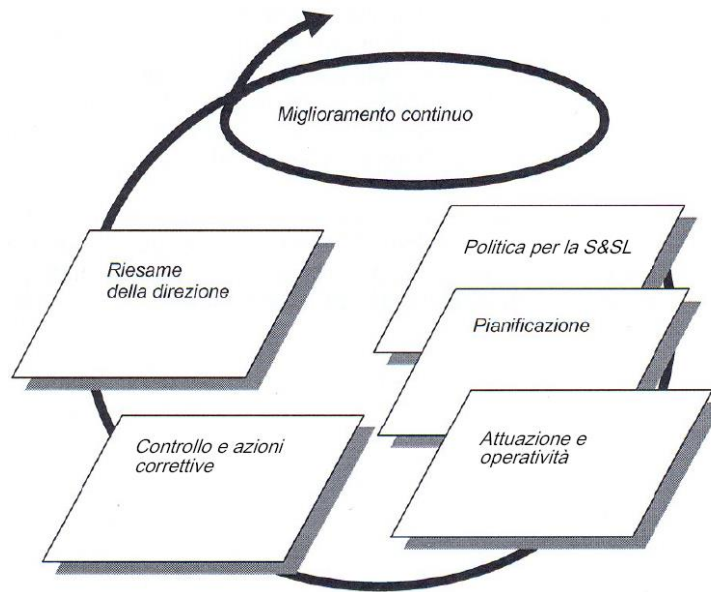 Miglioramento continuo
Politica per la S&SL
Pianificazione
Attuazione e
operatività
Controllo e azioni
correttive
Riesame
della direzione